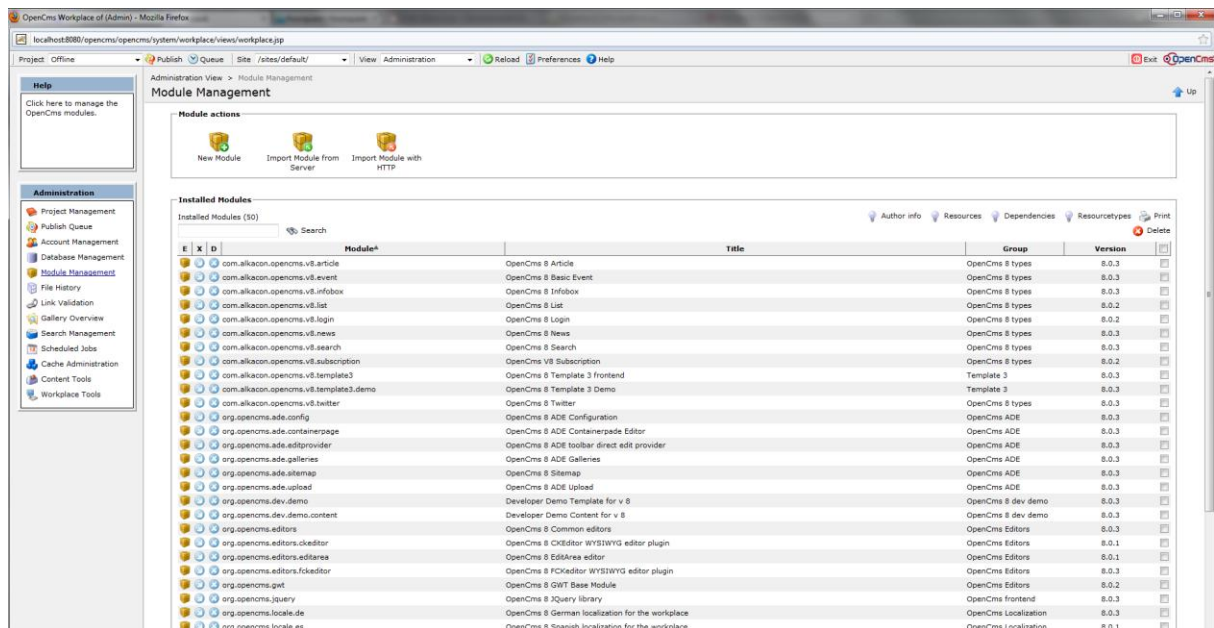 OpenCms Workplace of (Admin) - Mozilla Firefox
localhost:8080/opencms/opencms/system/workplace/views/workplace.jsp
Project Offline Publish Queue Site /sites/default/ View Administration Reload Preferences Help Exit OpenCms
Help
Click here to manage the
OpenCms modules.
Administration
Project Management
Publish Queue
Account Management
Database Management
Module Management
File History
Link Validation
Gallery Overview
Search Management
Scheduled Jobs
Cache Administration
Content Tools
Workplace Tools
Administration View > Module Management
Module Management Up
Module actions
New Module Import Module from Import Module with
Server HTTP
Installed Modules
Installed Modules (50) Author info Resources Dependencies Resourcetypes Print
Search Delete
E X D Module Title Group Version
com.alkacon.opencms.v8.article OpenCms 8 Article OpenCms 8 types 8.0.3
com.alkacon.opencms.v8.event OpenCms 8 Basic Event OpenCms 8 types 8.0.3
com.alkacon.opencms.v8.infobox OpenCms 8 Infobox OpenCms 8 types 8.0.3
com.alkacon.opencms.v8.list OpenCms 8 List OpenCms 8 types 8.0.2
com.alkacon.opencms.v8.login OpenCms 8 Login OpenCms 8 types 8.0.2
com.alkacon.opencms.v8.news OpenCms 8 News OpenCms 8 types 8.0.3
com.alkacon.opencms.v8.search OpenCms 8 Search OpenCms 8 types 8.0.3
com.alkacon.opencms.v8.subscription OpenCms V8 Subscription OpenCms 8 types 8.0.2
com.alkacon.opencms.v8.template3 OpenCms 8 Template 3 frontend Template 3 8.0.3
com.alkacon.opencms.v8.template3.demo OpenCms 8 Template 3 Demo Template 3 8.0.3
com.alkacon.opencms.v8.twitter OpenCms 8 Twitter OpenCms 8 types 8.0.3
org.opencms.ade.config OpenCms 8 ADE Configuration OpenCms ADE 8.0.3
org.opencms.ade.containerpage OpenCms 8 ADE Containerpade Editor OpenCms ADE 8.0.3
org.opencms.ade.editprovider OpenCms 8 ADE toolbar direct edit provider OpenCms ADE 8.0.3
org.opencms.ade.galleries OpenCms 8 ADE Galleries OpenCms ADE 8.0.3
org.opencms.ade.sitemap OpenCms 8 Sitemap OpenCms ADE 8.0.3
org.opencms.ade.upload OpenCms 8 ADE Upload OpenCms ADE 8.0.3
org.opencms.dev.demo Developer Demo Template for v 8 OpenCms 8 dev demo 8.0.3
org.opencms.dev.demo.content Developer Demo Content for v 8 OpenCms 8 dev demo 8.0.3
org.opencms.editors OpenCms 8 Common editors OpenCms Editors 8.0.3
org.opencms.editors.ckeditor OpenCms 8 CKEditor WYSIWYG editor plugin OpenCms Editors 8.0.1
org.opencms.editors.editarea OpenCms 8 EditArea editor OpenCms Editors 8.0.1
org.opencms.editors.fckeditor OpenCms 8 FCKeditor WYSIWYG editor plugin OpenCms Editors 8.0.3
org.opencms.gwt OpenCms 8 GWT Base Module OpenCms Editors 8.0.2
org.opencms.jquery OpenCms 8 JQuery library OpenCms frontend 8.0.3
org.opencms.locale.de OpenCms 8 German localization for the workplace OpenCms Localization 8.0.3
org.opencms.locale.es OpenCms 8 Spanish localization for the workplace OpenCms Localization 8.0.1